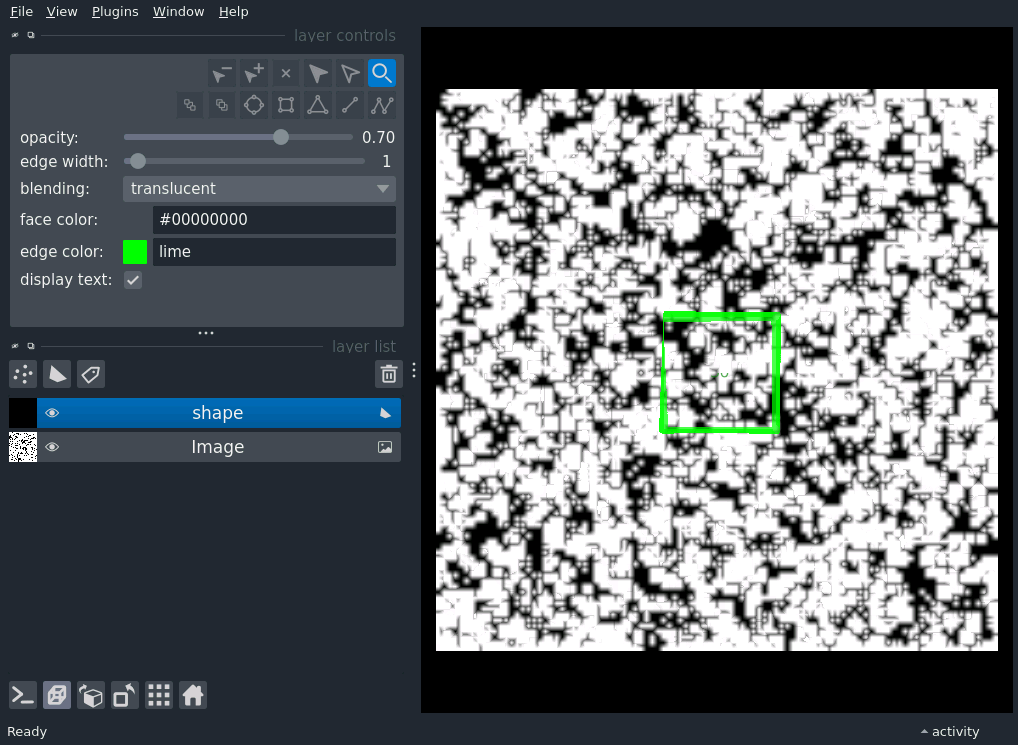 File View Plugins Window Help
layer controls
opacity: 0.70
edge width: 1
blending: translucent
face color: #00000000
edge color: lime
display text:
layer list
shape
Image
Ready
activity